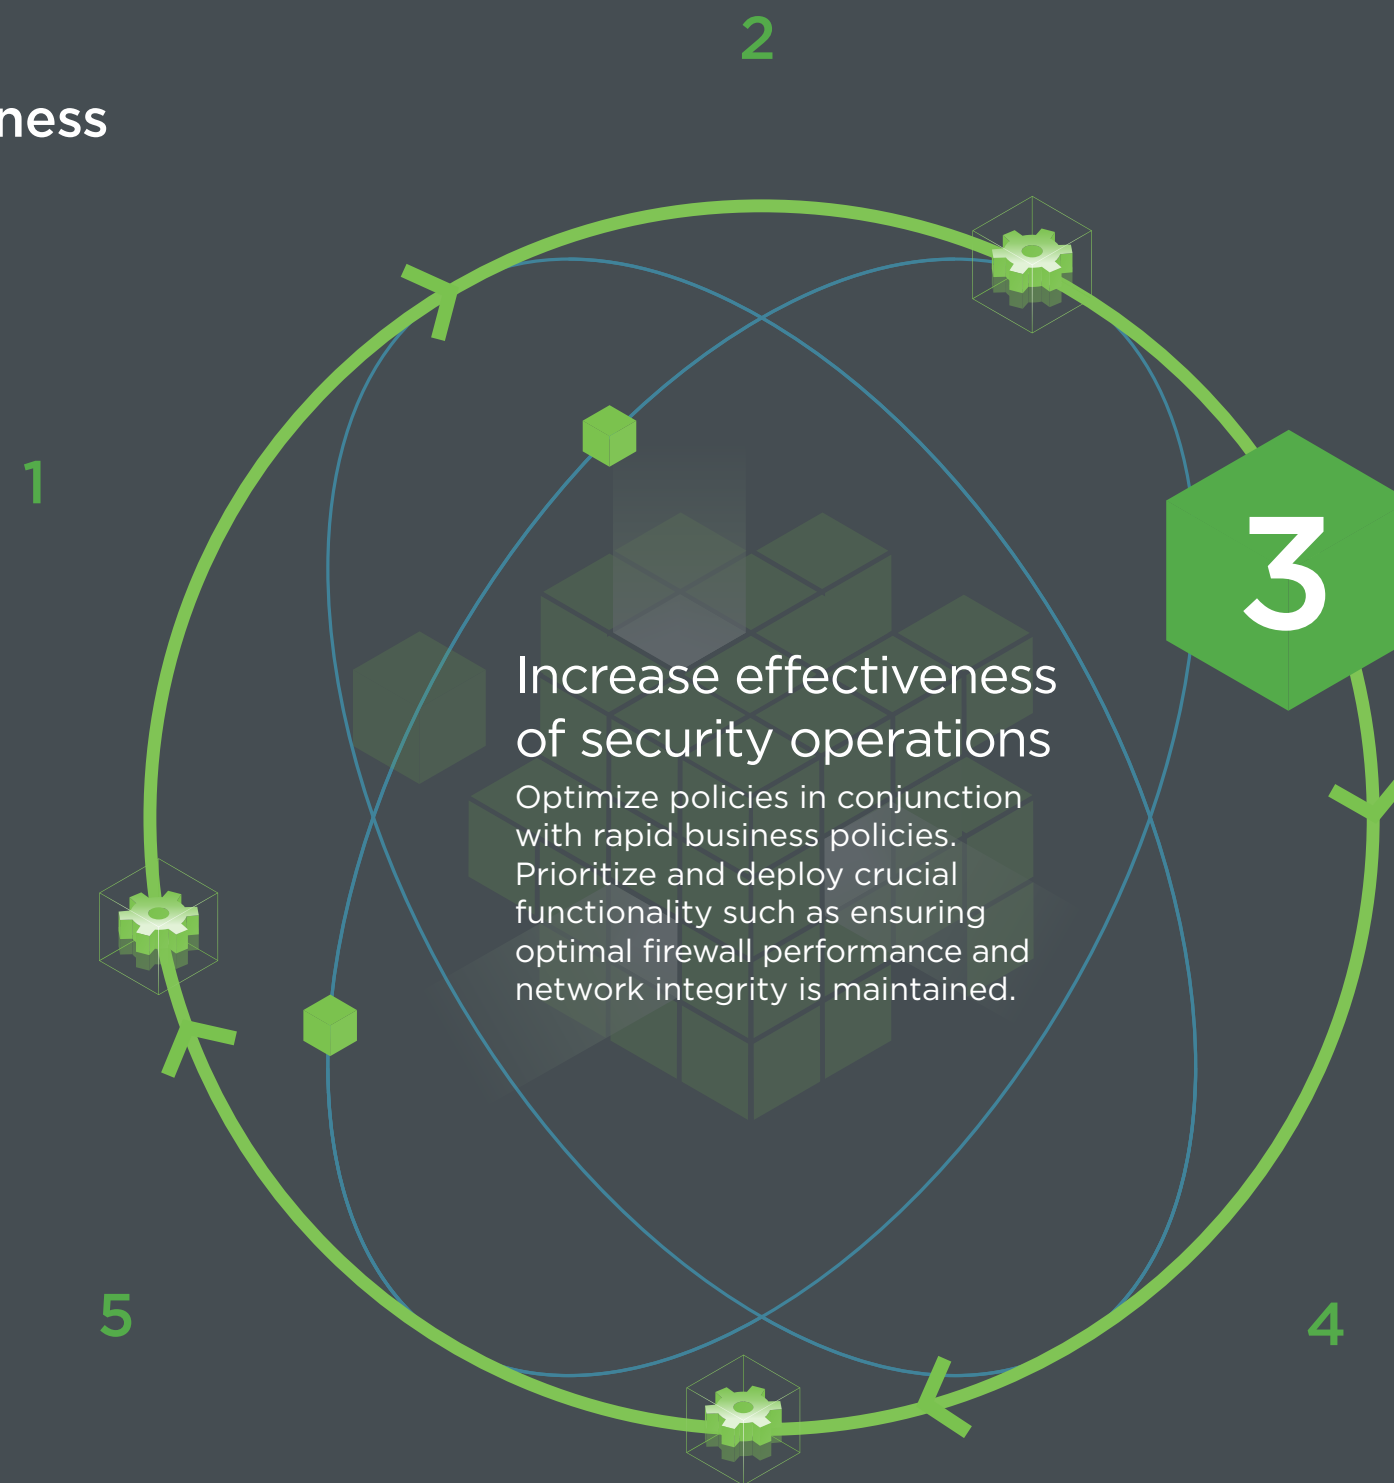 2
ness
1
3
Increase effectiveness
of security operations
Optimize policies in conjunction
with rapid business policies.
Prioritize and deploy crucial
functionality such as ensuring
optimal firewall performance and
network integrity is maintained.
5
4